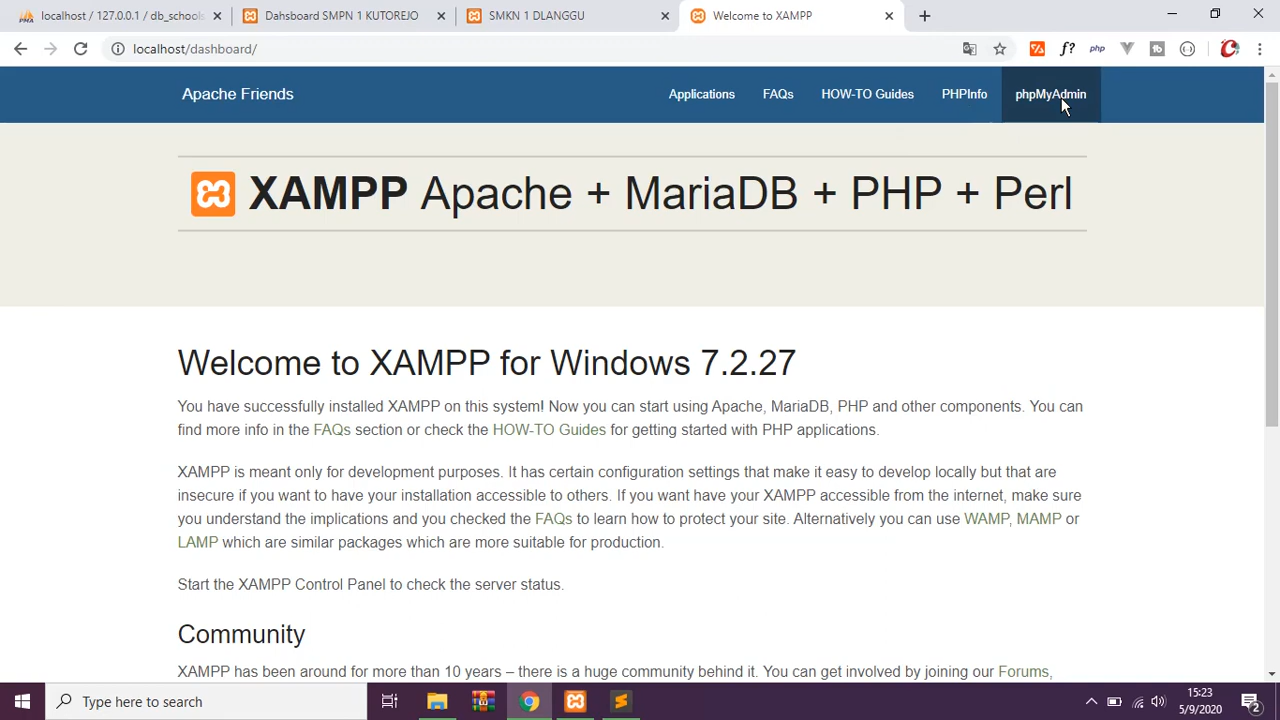 localhost / 127.0.0.1 / db_schools
Dahsboard SMPN 1 KUTOREJO
SMKN 1 DLANGGU
Welcome to XAMPP
localhost/dashboard/
f?
php
Apache Friends
Applications
FAQs
HOW-TO Guides
PHPInfo
phpMyAdmin
XAMPP Apache + MariaDB + PHP + Perl
Welcome to XAMPP for Windows 7.2.27
You have successfully installed XAMPP on this system! Now you can start using Apache, MariaDB, PHP and other components. You can
find more info in the FAQs section or check the HOW-TO Guides for getting started with PHP applications.
XAMPP is meant only for development purposes. It has certain configuration settings that make it easy to develop locally but that are
insecure if you want to have your installation accessible to others. If you want have your XAMPP accessible from the internet, make sure
you understand the implications and you checked the FAQs to learn how to protect your site. Alternatively you can use WAMP, MAMP or
LAMP which are similar packages which are more suitable for production.
Start the XAMPP Control Panel to check the server status.
Community
XAMPP has been around for more than 10 years – there is a huge community behind it. You can get involved by joining our Forums,
Type here to search
15:23
5/9/2020
2